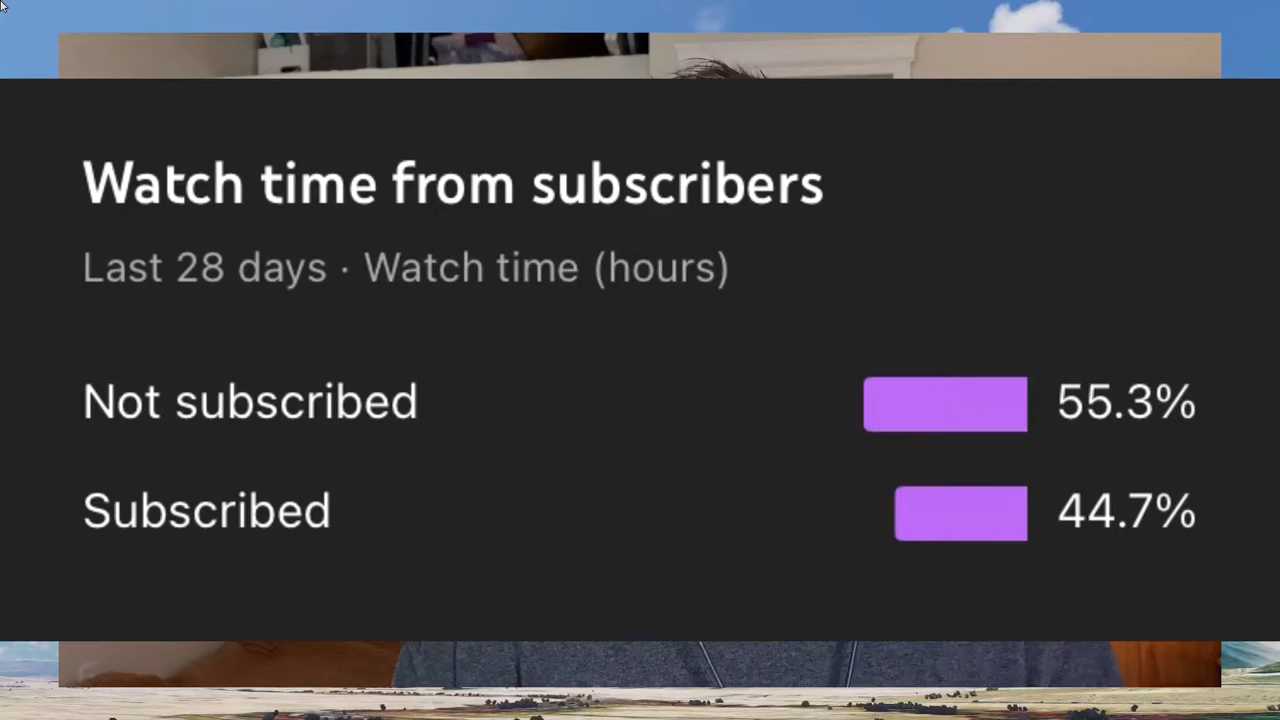 Watch time from subscribers
Last 28 days · Watch time (hours)
Not subscribed 55.3%
Subscribed 44.7%